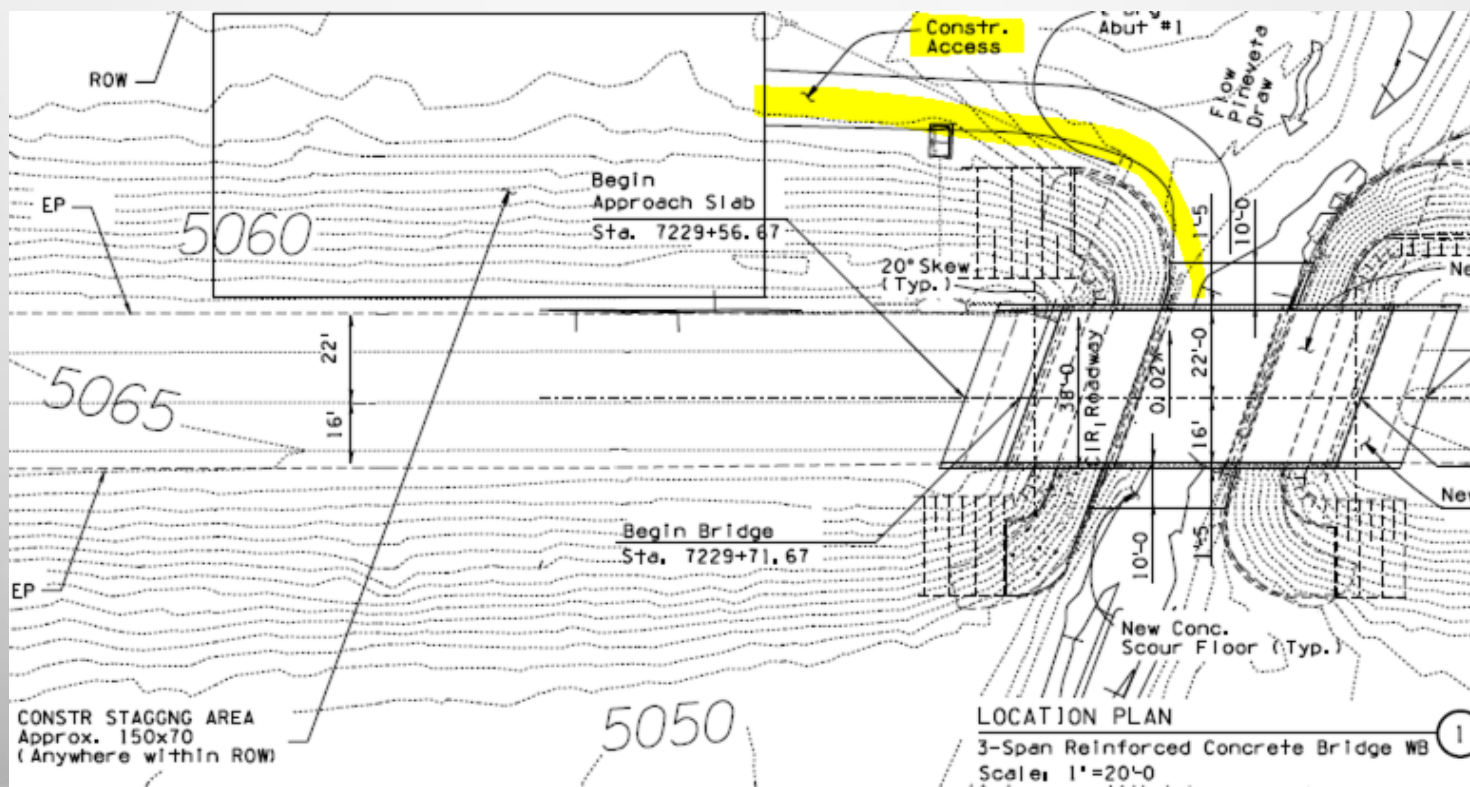 Constr.
Access
Abut #1
ROW
Flow
Pineveta
Draw
Begin
Approach Slab
Sta. 7229+56.67
EP
5060
1'-5
10'-0
20° Skew
(Typ.)
22'
16'
5065
38'-0
Roadway
22'-0
16'
Begin Bridge
Sta. 7229+71.67
EP
10'-0
1'-5
New Conc.
Scour Floor (Typ.)
CONSTR STAGGNG AREA
Approx. 150x70
(Anywhere within ROW)
5050
LOCATION PLAN
3-Span Reinforced Concrete Bridge WB
1
Scale: 1"=20'-0